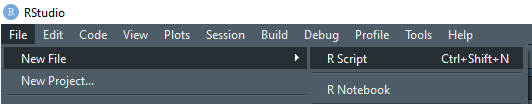 R RStudio
File Edit Code View Plots Session Build Debug Profile Tools Help
New File R Script Ctrl+Shift+N
New Project...
R Notebook